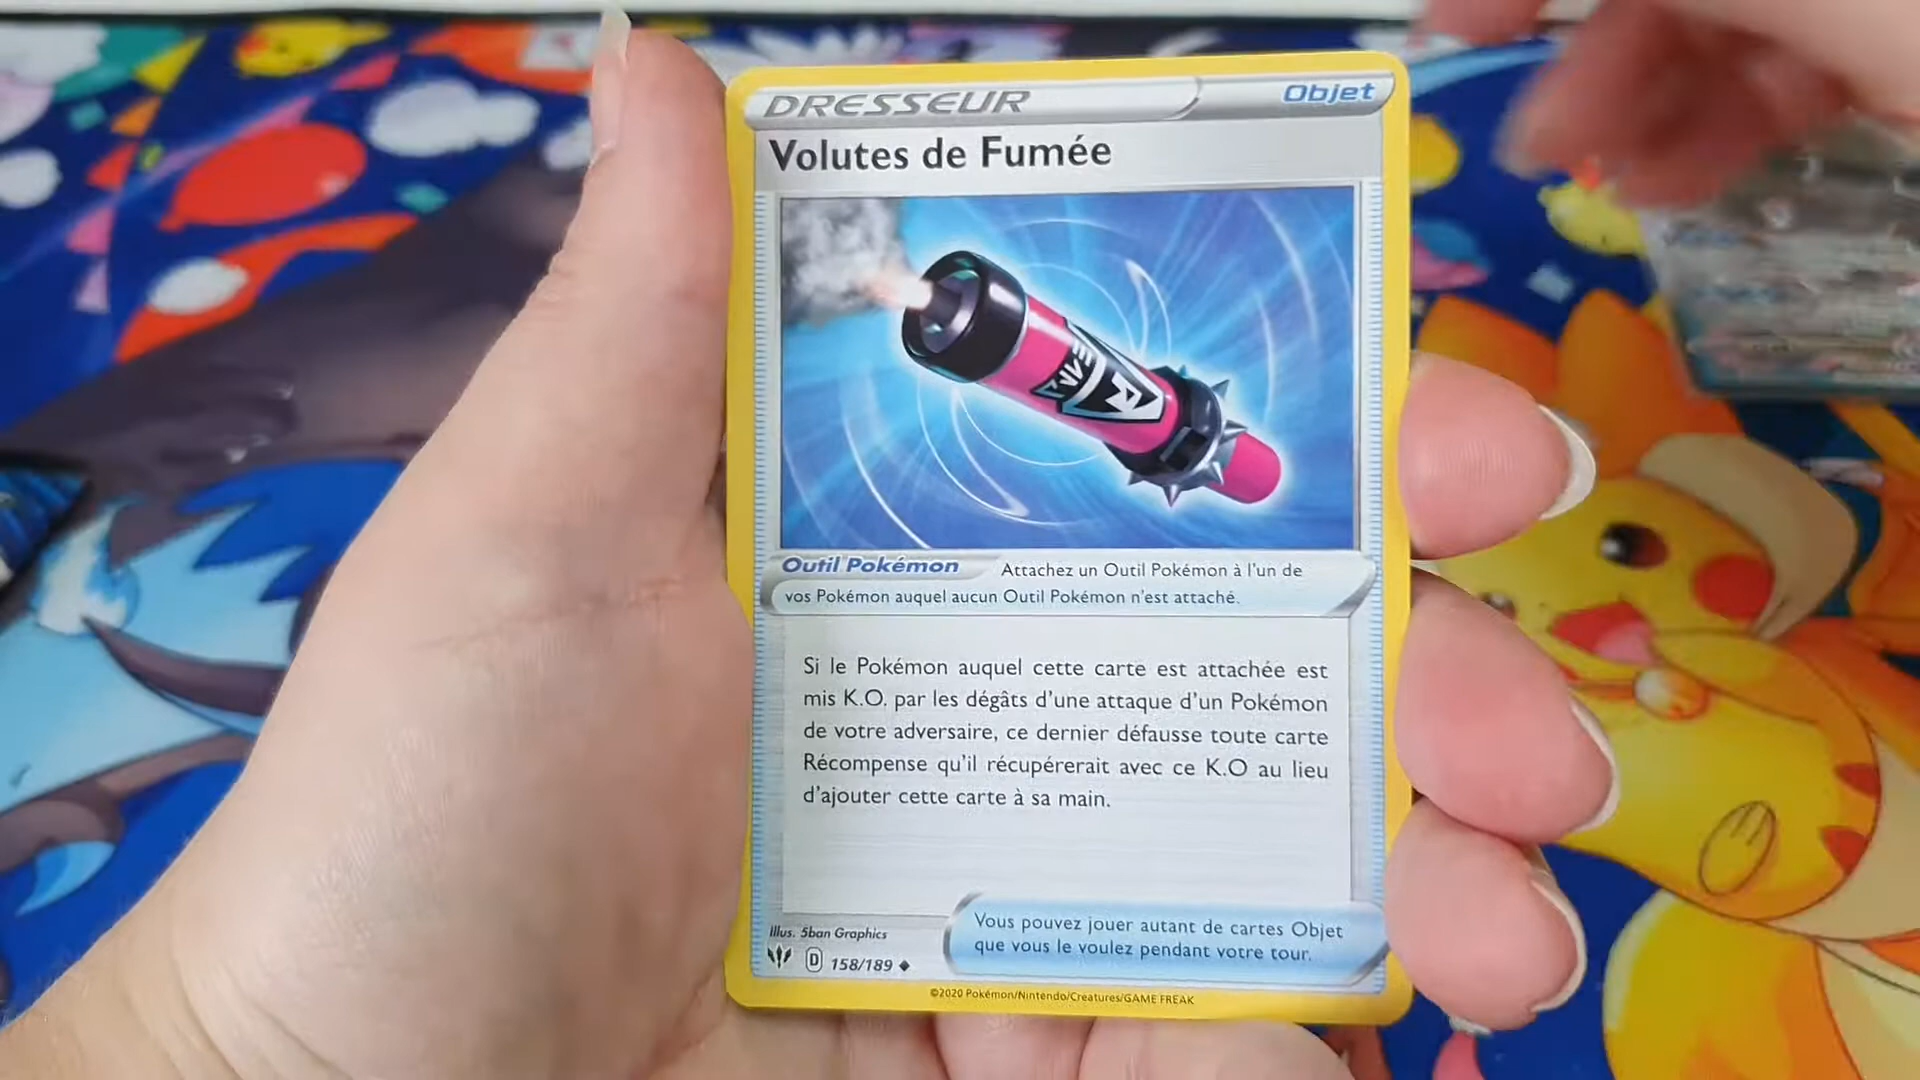 DRESSEUR
Objet
Volutes de Fumée
Outil Pokémon Attachez un Outil Pokémon à l'un de
vos Pokémon auquel aucun Outil Pokémon n'est attaché.
Si le Pokémon auquel cette carte est attachée est
mis K.O. par les dégâts d'une attaque d'un Pokémon
de votre adversaire, ce dernier défausse toute carte
Récompense qu'il récupérerait avec ce K.O au lieu
d'ajouter cette carte à sa main.
Illus. 5ban Graphics
D 158/189
Vous pouvez jouer autant de cartes Objet
que vous le voulez pendant votre tour.
©2020 Pokémon/Nintendo/Creatures/GAME FREAK